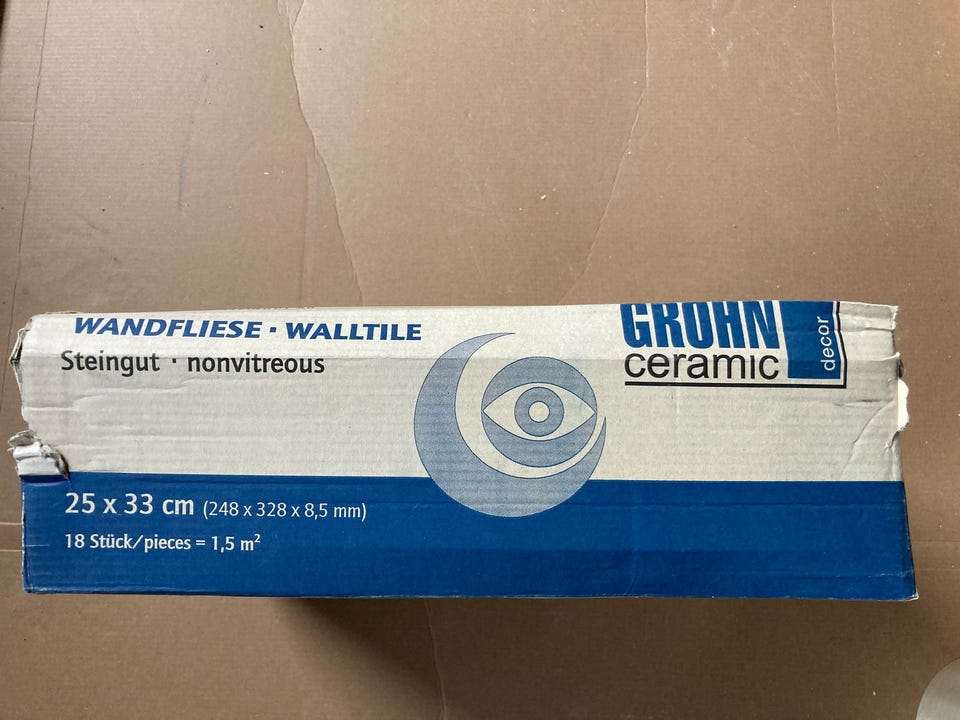 WANDFLIESE · WALLTILE
Steingut · nonvitreous
GROHN
ceramic
decor
25 x 33 cm (248 x 328 x 8,5 mm)
18 Stück/pieces = 1,5 m²